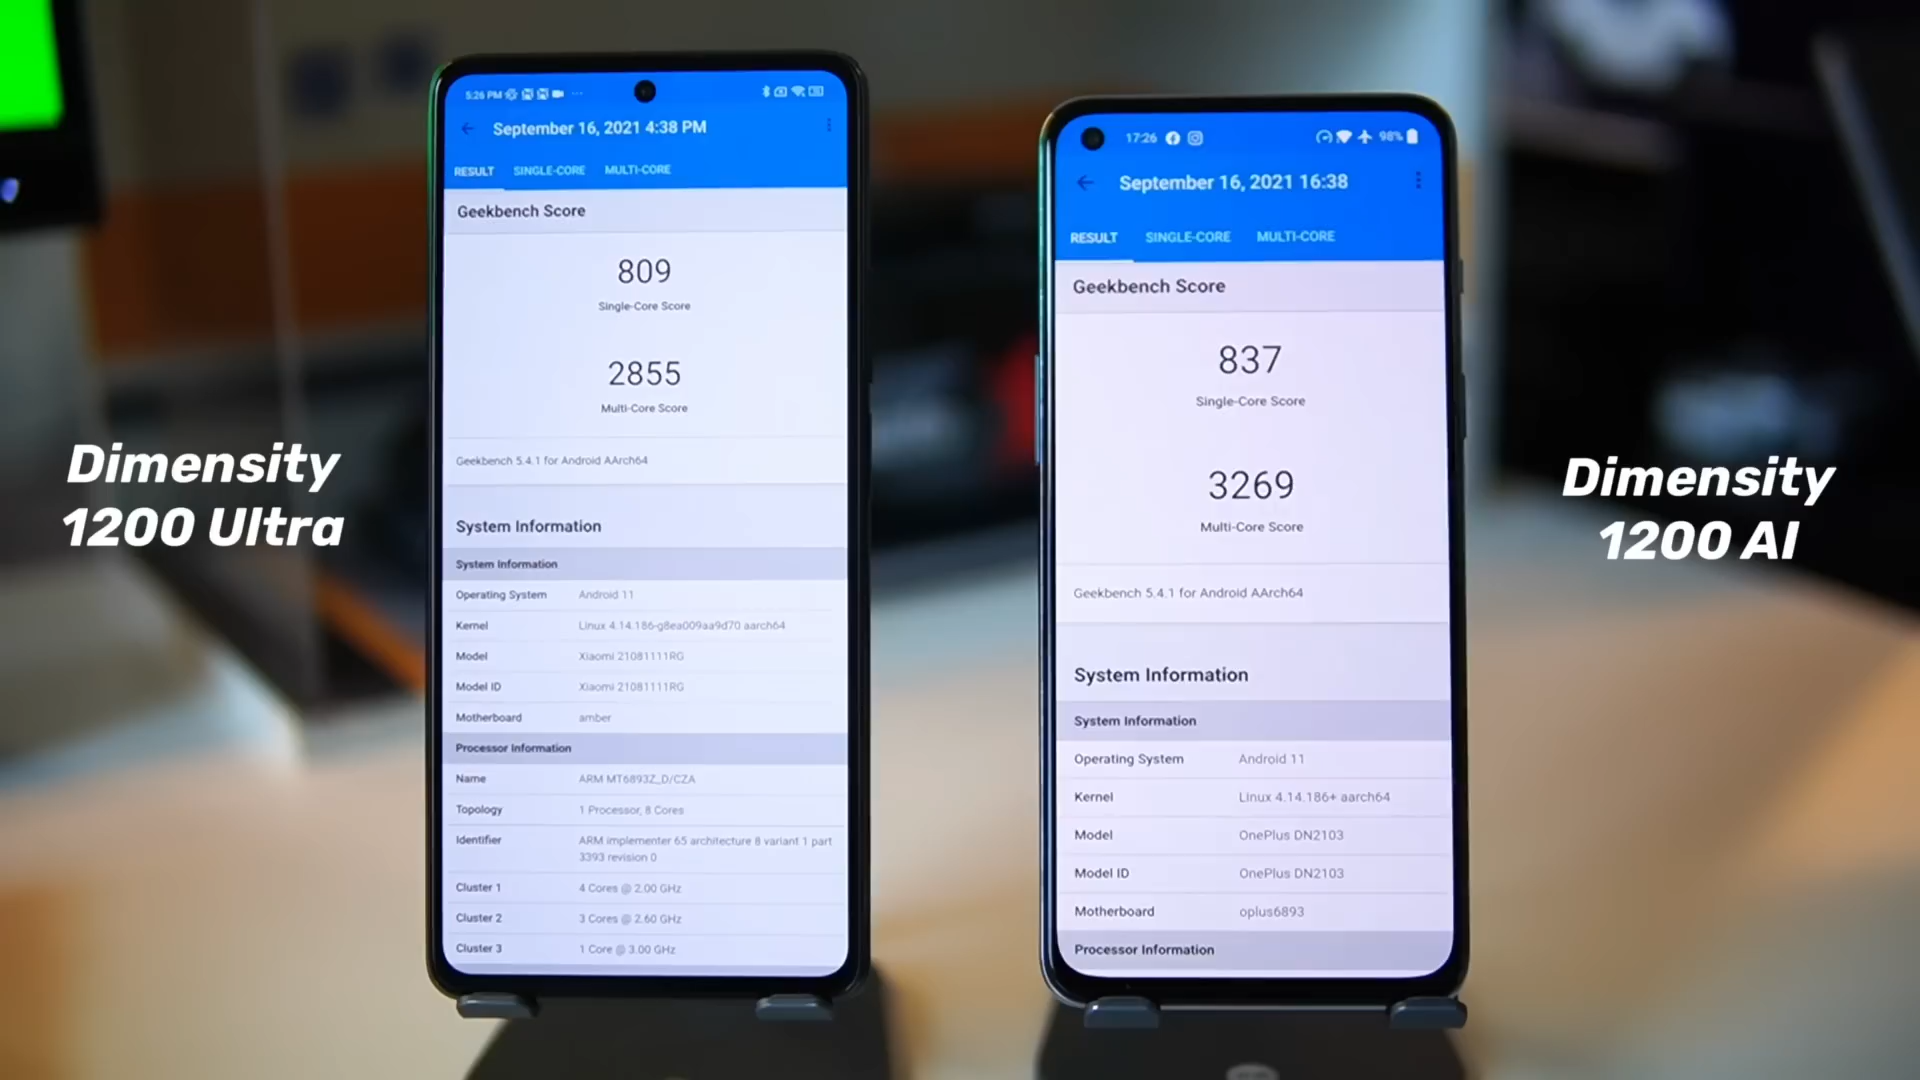 Dimensity
1200 Ultra
5:26 PM
September 16, 2021 4:38 PM
RESULT SINGLE-CORE MULTI-CORE
Geekbench Score
809
Single-Core Score
2855
Multi-Core Score
Geekbench 5.4.1 for Android AArch64
System Information
System Information
Operating System Android 11
Kernel Linux 4.14.186-g8ea009aa9d70 aarch64
Model Xiaomi 21081111RG
Model ID Xiaomi 21081111RG
Motherboard amber
Processor Information
Name ARM MT6893Z_D/CZA
Topology 1 Processor, 8 Cores
Identifier ARM implementer 65 architecture 8 variant 1 part
3393 revision 0
Cluster 1 4 Cores @ 2.00 GHz
Cluster 2 3 Cores @ 2.60 GHz
Cluster 3 1 Core @ 3.00 GHz
17:26 98%
September 16, 2021 16:38
RESULT SINGLE-CORE MULTI-CORE
Geekbench Score
837
Single-Core Score
3269
Multi-Core Score
Geekbench 5.4.1 for Android AArch64
System Information
System Information
Operating System Android 11
Kernel Linux 4.14.186+ aarch64
Model OnePlus DN2103
Model ID OnePlus DN2103
Motherboard oplus6893
Processor Information
Dimensity
1200 AI